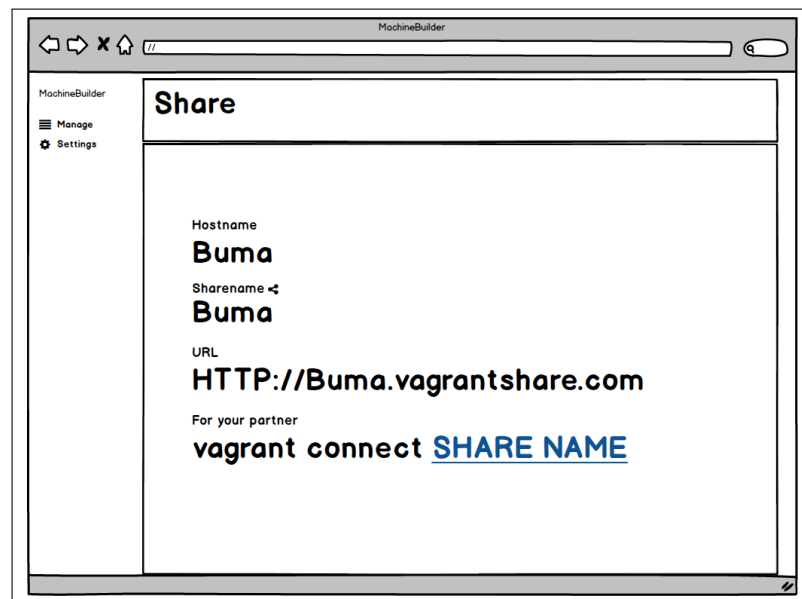 MachineBuilder
//
MachineBuilder
Manage
Settings
Share
Hostname
Buma
Sharename
Buma
URL
HTTP://Buma.vagrantshare.com
For your partner
vagrant connect SHARE NAME